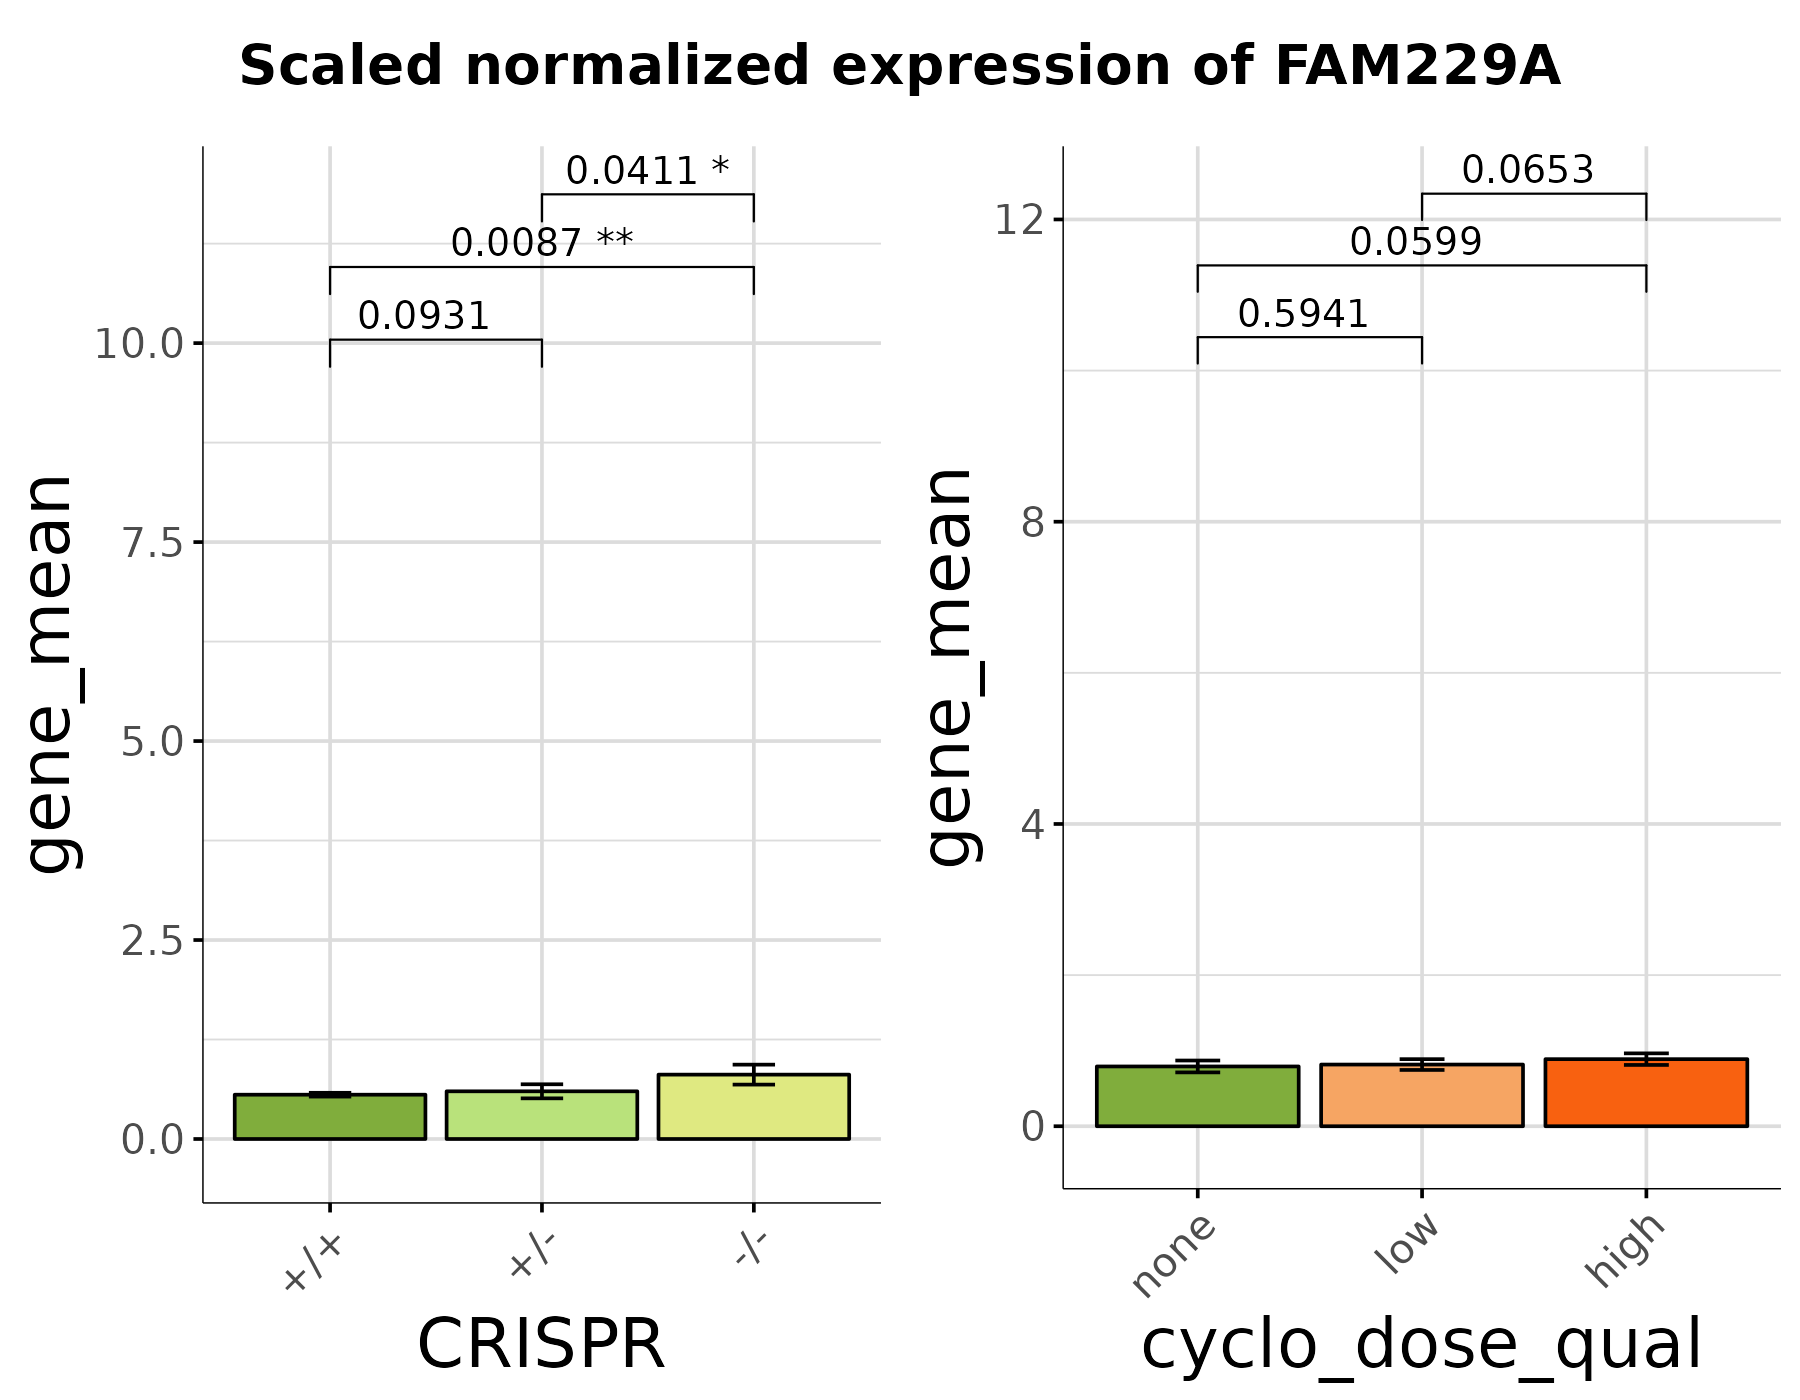 Scaled normalized expression of FAM229A
gene_mean
10.0
7.5
5.0
2.5
0.0
0.0411 *
0.0087 **
0.0931
+/+
+/-
-/-
CRISPR
gene_mean
12
8
4
0
0.0653
0.0599
0.5941
none
low
high
cyclo_dose_qual